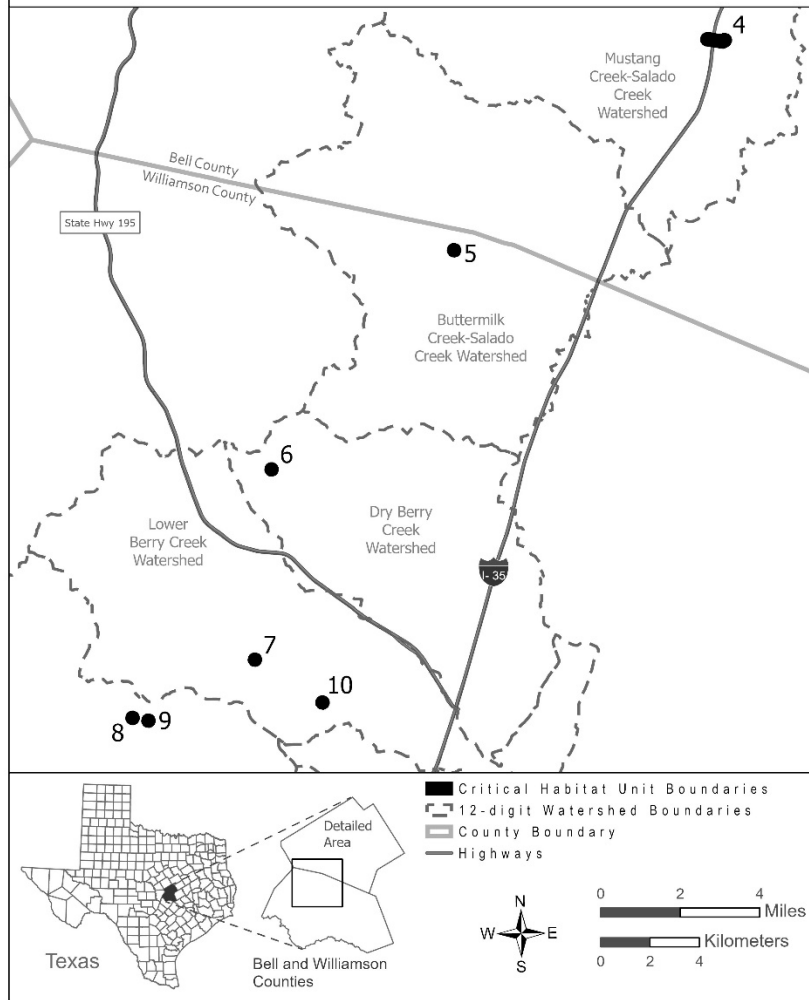 4
Mustang
Creek-Salado
Creek
Watershed
Bell County
Williamson County
State Hwy 195
5
Buttermilk
Creek-Salado
Creek Watershed
6
Dry Berry
Creek
Watershed
Lower
Berry Creek
Watershed
I-35
7
10
8
9
Critical Habitat Unit Boundaries
12-digit Watershed Boundaries
County Boundary
Highways
Detailed
Area
Texas
Bell and Williamson
Counties
N
W E
S
0 2 4
Miles
Kilometers
0 2 4